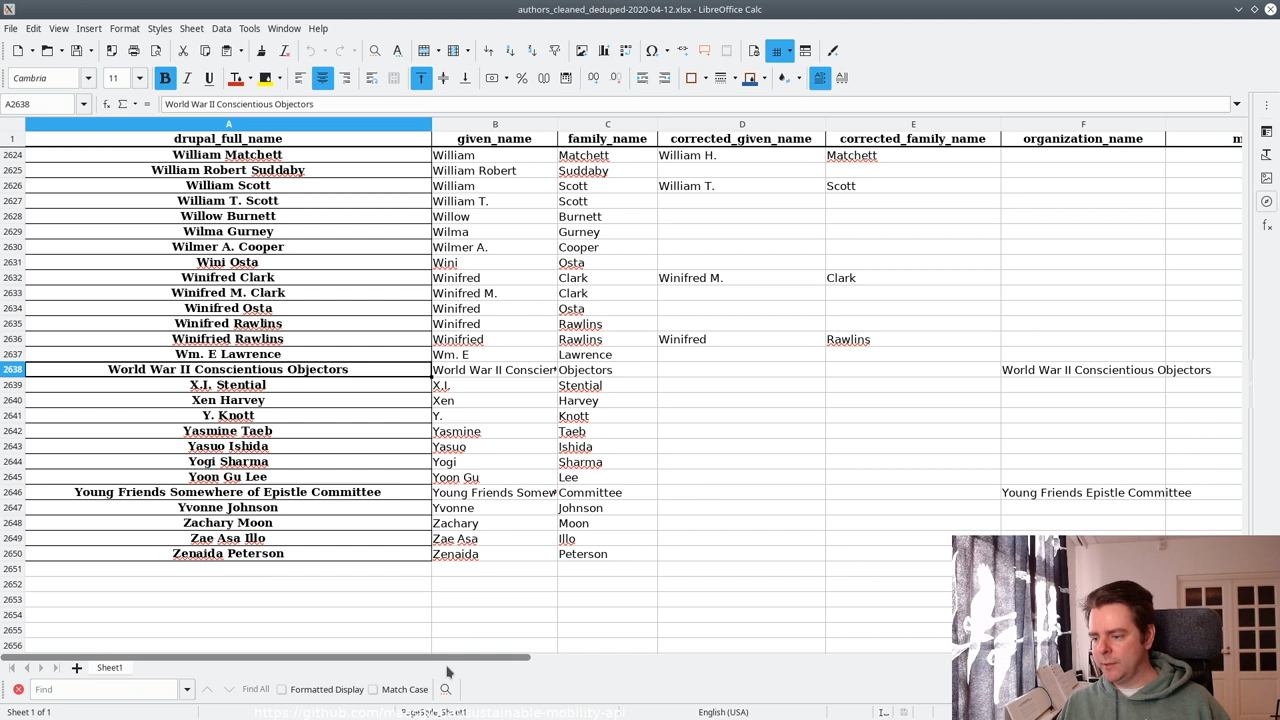 authors_cleaned_deduped-2020-04-12.xlsx - LibreOffice Calc
File Edit View Insert Format Styles Sheet Data Tools Window Help
Cambria 11
A2638 World War II Conscientious Objectors
A B C D E F
1 drupal_full_name given_name family_name corrected_given_name corrected_family_name organization_name
2624 William Matchett William Matchett William H. Matchett
2625 William Robert Suddaby William Robert Suddaby
2626 William Scott William Scott William T. Scott
2627 William T. Scott William T. Scott
2628 Willow Burnett Willow Burnett
2629 Wilma Gurney Wilma Gurney
2630 Wilmer A. Cooper Wilmer A. Cooper
2631 Wini Osta Wini Osta
2632 Winifred Clark Winifred Clark Winifred M. Clark
2633 Winifred M. Clark Winifred M. Clark
2634 Winifred Osta Winifred Osta
2635 Winifred Rawlins Winifred Rawlins
2636 Winifried Rawlins Winifried Rawlins Winifred Rawlins
2637 Wm. E Lawrence Wm. E Lawrence
2638 World War II Conscientious Objectors World War II Conscier Objectors World War II Conscientious Objectors
2639 X.I. Stential X.I. Stential
2640 Xen Harvey Xen Harvey
2641 Y. Knott Y. Knott
2642 Yasmine Taeb Yasmine Taeb
2643 Yasuo Ishida Yasuo Ishida
2644 Yogi Sharma Yogi Sharma
2645 Yoon Gu Lee Yoon Gu Lee
2646 Young Friends Somewhere of Epistle Committee Young Friends Somew Committee Young Friends Epistle Committee
2647 Yvonne Johnson Yvonne Johnson
2648 Zachary Moon Zachary Moon
2649 Zae Asa Illo Zae Asa Illo
2650 Zenaida Peterson Zenaida Peterson
2651
2652
2653
2654
2655
2656
Sheet1
Find Find All Formatted Display Match Case
Sheet 1 of 1 PageStyle_Sheet1 English (USA)